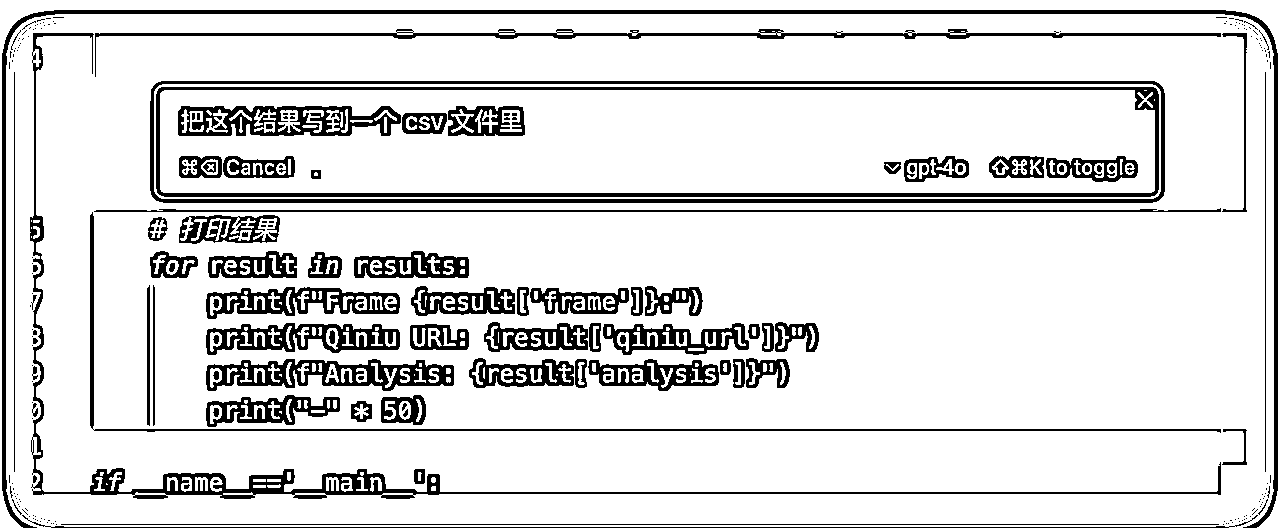 4
把这个结果写到一个 csv 文件里
⌘⌫ Cancel
gpt-4o ⇧⌘K to toggle
5 # 打印结果
6 for result in results:
7 print(f"Frame {result['frame']}:")
8 print(f"Qiniu URL: {result['qiniu_url']}")
9 print(f"Analysis: {result['analysis']}")
0 print("-" * 50)
1
2 if __name__=='__main__':